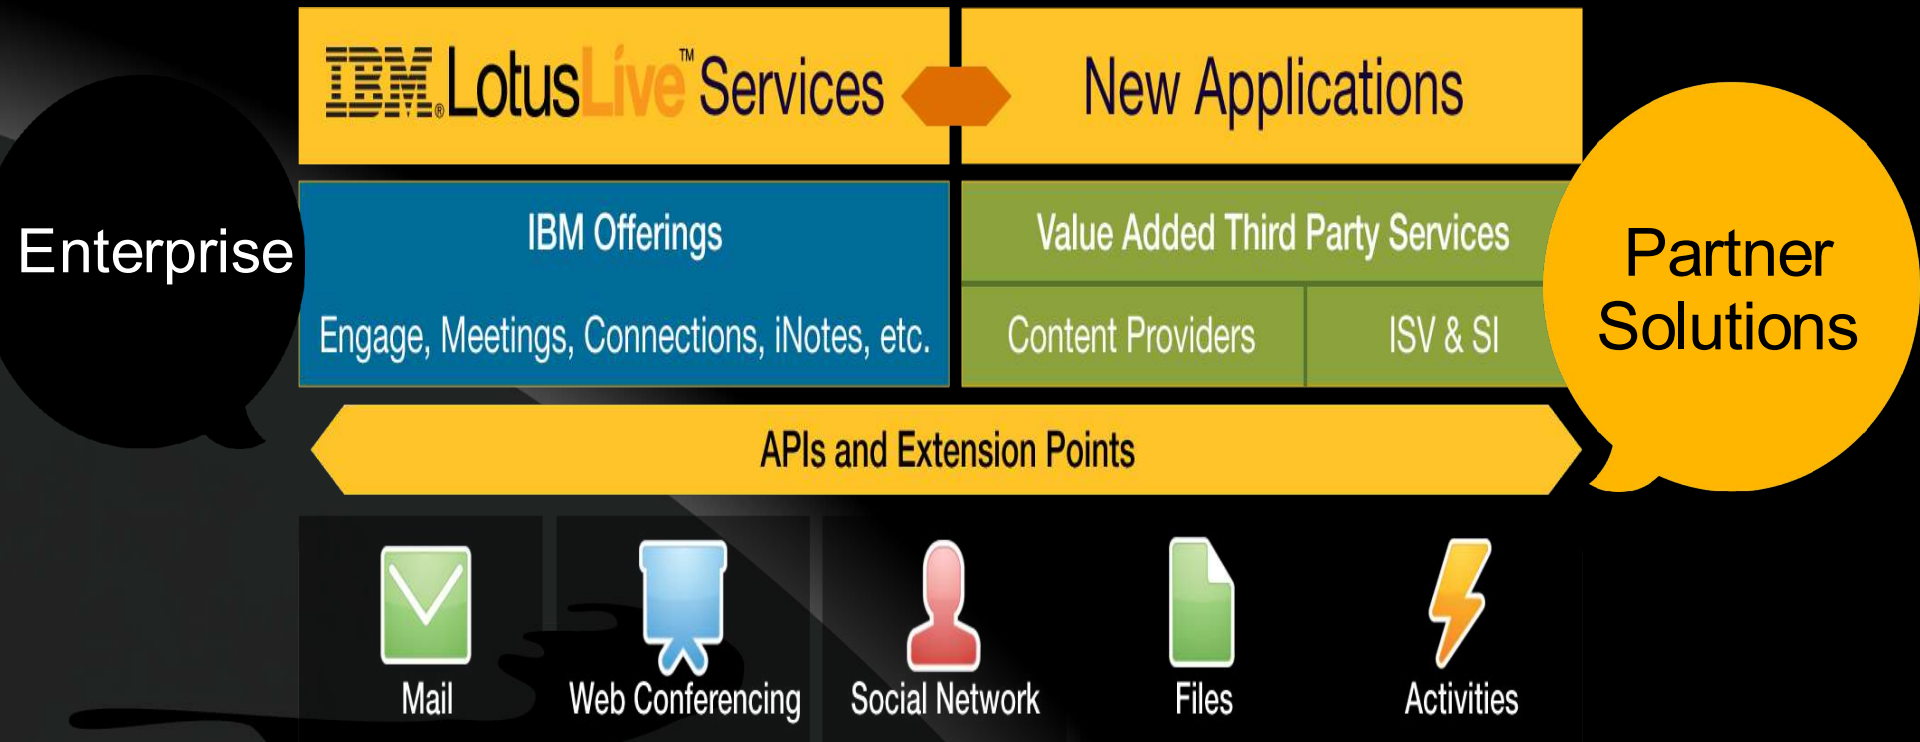 IBM® LotusLive™ Services
New Applications
Enterprise
IBM Offerings
Engage, Meetings, Connections, iNotes, etc.
Value Added Third Party Services
Content Providers
ISV & SI
Partner
Solutions
APIs and Extension Points
Mail
Web Conferencing
Social Network
Files
Activities